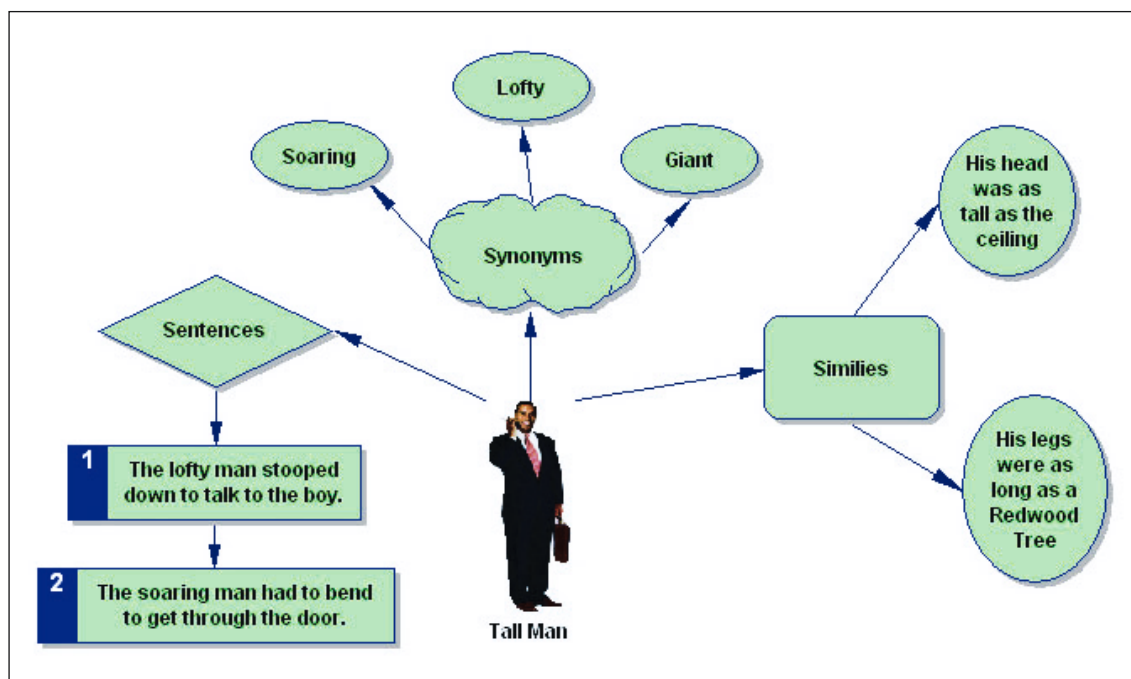 Lofty
Soaring
Giant
Synonyms
His head
was as
tall as the
ceiling
Sentences
Similies
1
The lofty man stooped
down to talk to the boy.
2
The soaring man had to bend
to get through the door.
His legs
were as
long as a
Redwood
Tree
Tall Man